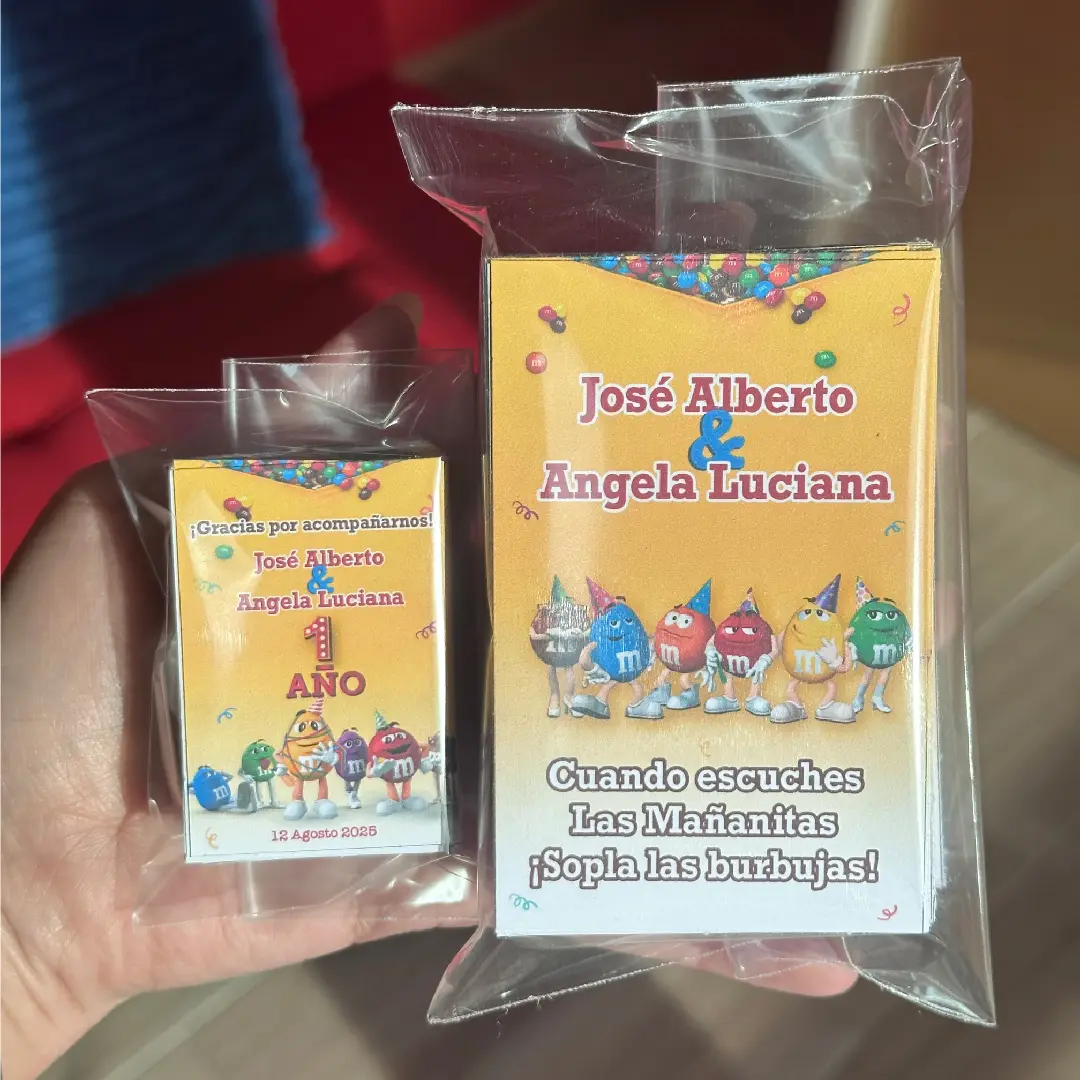 ¡Gracias por acompañarnos!
José Alberto
&
Angela Luciana
1
AÑO
12 Agosto 2025
José Alberto
&
Angela Luciana
Cuando escuches
Las Mañanitas
¡Sopla las burbujas!